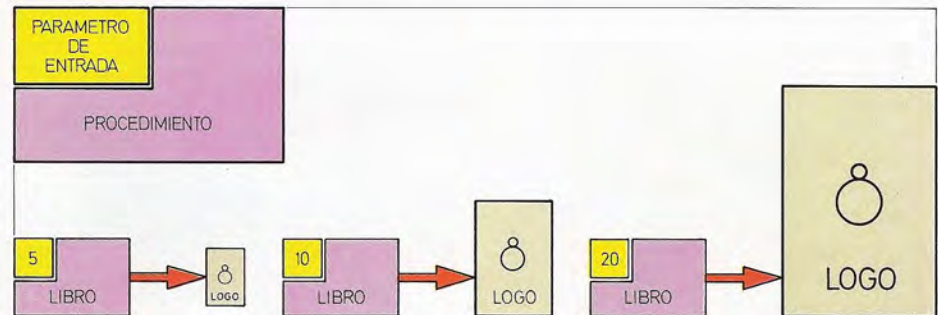 PARAMETRO
DE
ENTRADA
PROCEDIMIENTO
5
LIBRO
LOGO
10
LIBRO
LOGO
20
LIBRO
LOGO